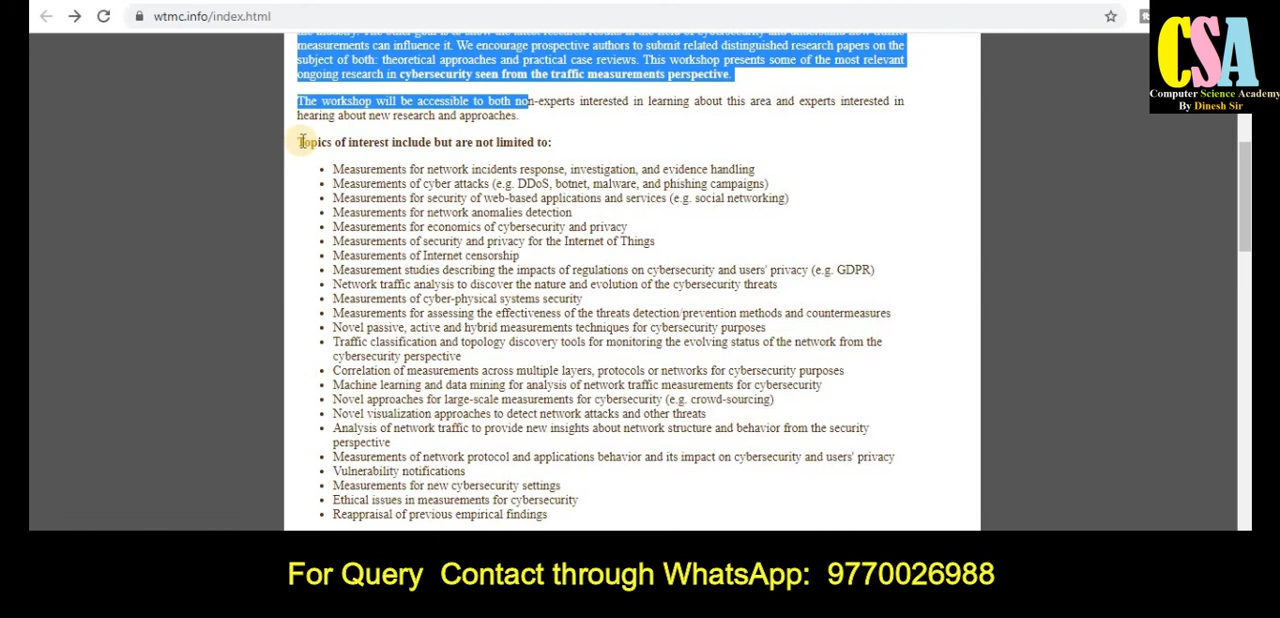 wtmc.info/index.html
measurements can influence it. We encourage prospective authors to submit related distinguished research papers on the
subject of both: theoretical approaches and practical case reviews. This workshop presents some of the most relevant
ongoing research in cybersecurity seen from the traffic measurements perspective.
The workshop will be accessible to both non-experts interested in learning about this area and experts interested in
hearing about new research and approaches.
Topics of interest include but are not limited to:
Measurements for network incidents response, investigation, and evidence handling
Measurements of cyber attacks (e.g. DDoS, botnet, malware, and phishing campaigns)
Measurements for security of web-based applications and services (e.g. social networking)
Measurements for network anomalies detection
Measurements for economics of cybersecurity and privacy
Measurements of security and privacy for the Internet of Things
Measurements of Internet censorship
Measurement studies describing the impacts of regulations on cybersecurity and users' privacy (e.g. GDPR)
Network traffic analysis to discover the nature and evolution of the cybersecurity threats
Measurements of cyber-physical systems security
Measurements for assessing the effectiveness of the threats detection/prevention methods and countermeasures
Novel passive, active and hybrid measurements techniques for cybersecurity purposes
Traffic classification and topology discovery tools for monitoring the evolving status of the network from the
cybersecurity perspective
Correlation of measurements across multiple layers, protocols or networks for cybersecurity purposes
Machine learning and data mining for analysis of network traffic measurements for cybersecurity
Novel approaches for large-scale measurements for cybersecurity (e.g. crowd-sourcing)
Novel visualization approaches to detect network attacks and other threats
Analysis of network traffic to provide new insights about network structure and behavior from the security
perspective
Measurements of network protocol and applications behavior and its impact on cybersecurity and users' privacy
Vulnerability notifications
Measurements for new cybersecurity settings
Ethical issues in measurements for cybersecurity
Reappraisal of previous empirical findings
CSA
Computer Science Academy
By Dinesh Sir
For Query Contact through WhatsApp: 9770026988